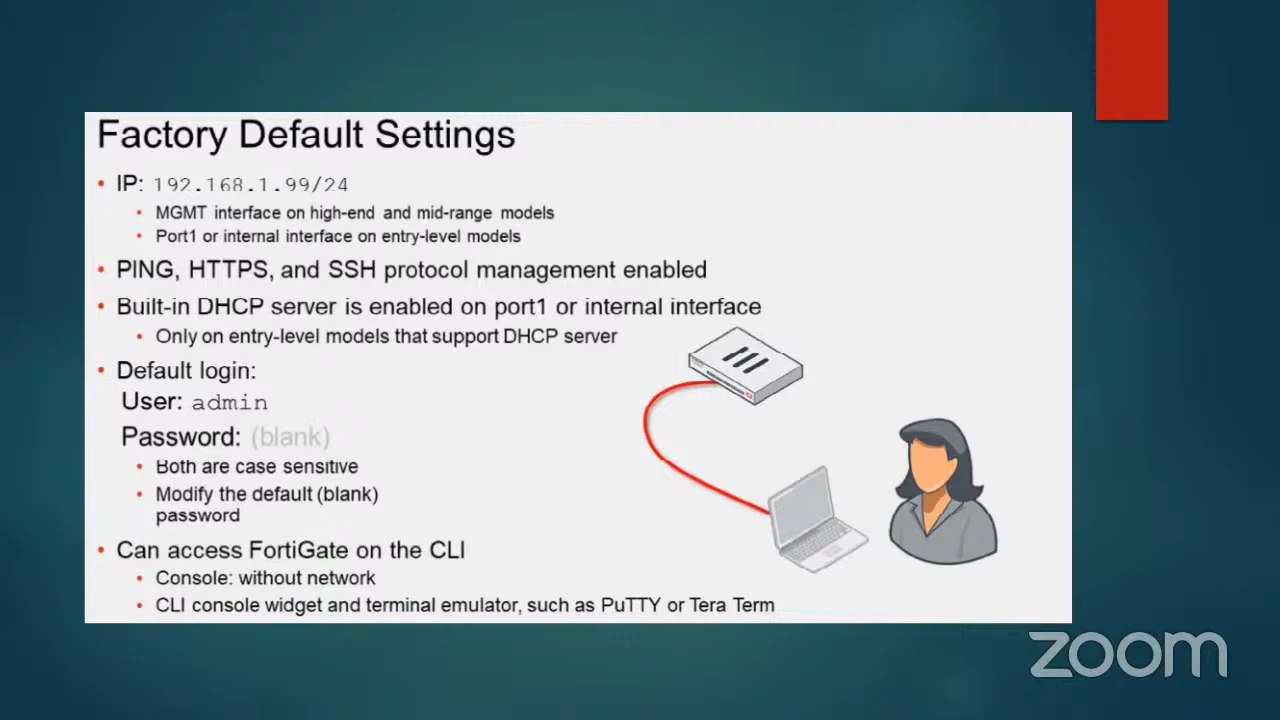 Factory Default Settings
• IP: 192.168.1.99/24
• MGMT interface on high-end and mid-range models
• Port1 or internal interface on entry-level models
• PING, HTTPS, and SSH protocol management enabled
• Built-in DHCP server is enabled on port1 or internal interface
• Only on entry-level models that support DHCP server
• Default login:
User: admin
Password: (blank)
• Both are case sensitive
• Modify the default (blank)
password
• Can access FortiGate on the CLI
• Console: without network
• CLI console widget and terminal emulator, such as PuTTY or Tera Term
zoom